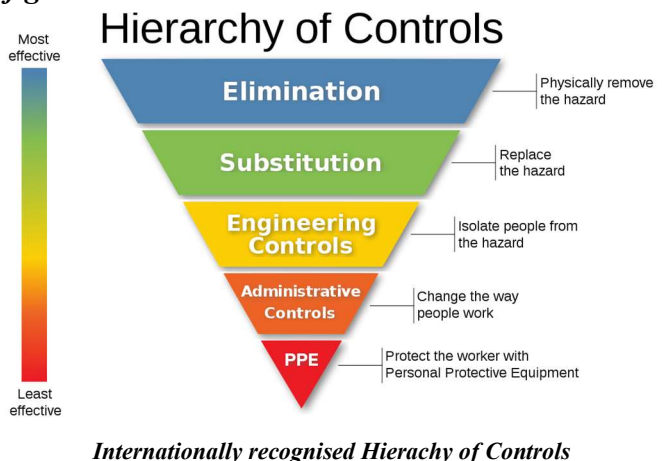 Hierarchy of Controls
Most
effective
Elimination
Physically remove
the hazard
Substitution
Replace
the hazard
Engineering
Controls
Isolate people from
the hazard
Administrative
Controls
Change the way
people work
PPE
Protect the worker with
Personal Protective Equipment
Least
effective
Internationally recognised Hierachy of Controls